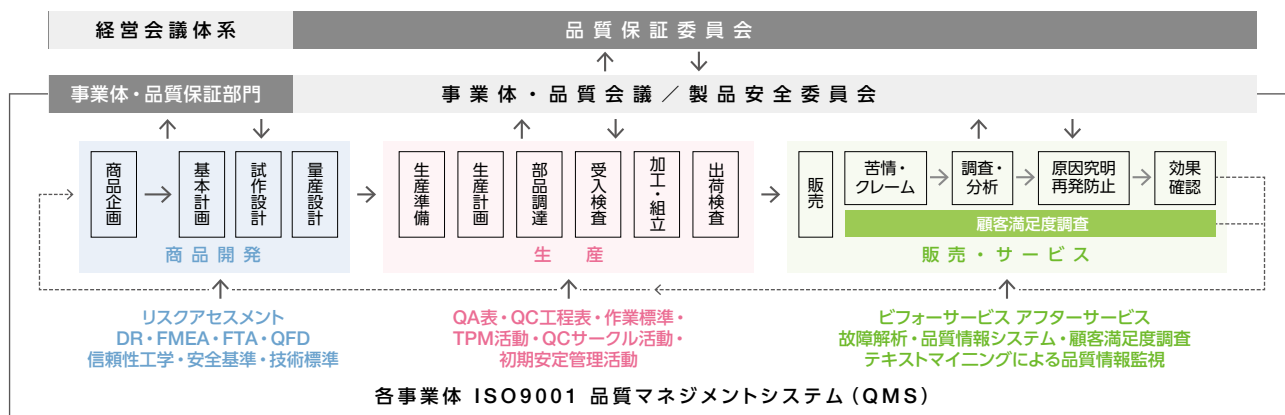 経営会議体系
品質保証委員会
事業体・品質保証部門
事業体・品質会議／製品安全委員会
商品企画
基本計画
試作設計
量産設計
商品開発
生産準備
生産計画
部品調達
受入検査
加工・組立
出荷検査
生産
販売
苦情・
クレーム
調査・
分析
原因究明
再発防止
効果
確認
顧客満足度調査
販売・サービス
リスクアセスメント
DR・FMEA・FTA・QFD
信頼性工学・安全基準・技術標準
QA表・QC工程表・作業標準・
TPM活動・QCサークル活動・
初期安定管理活動
ビフォーサービス アフターサービス
故障解析・品質情報システム・顧客満足度調査
テキストマイニングによる品質情報監視
各事業体 ISO9001 品質マネジメントシステム（QMS）